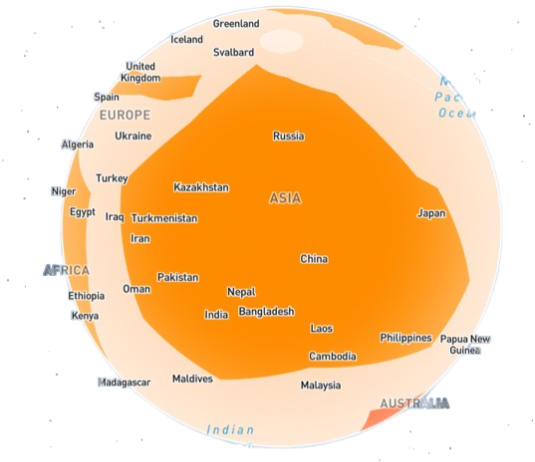 Greenland
Iceland
Svalbard
United
Kingdom
Spain
EUROPE
Ukraine
Algeria
Russia
Turkey
Niger
Kazakhstan
ASIA
Egypt
Iraq
Turkmenistan
Japan
Iran
China
AFRICA
Pakistan
Oman
Nepal
Ethiopia
India
Bangladesh
Kenya
Laos
Philippines
Papua New
Guinea
Cambodia
Madagascar
Maldives
Malaysia
AUSTRALIA
Indian